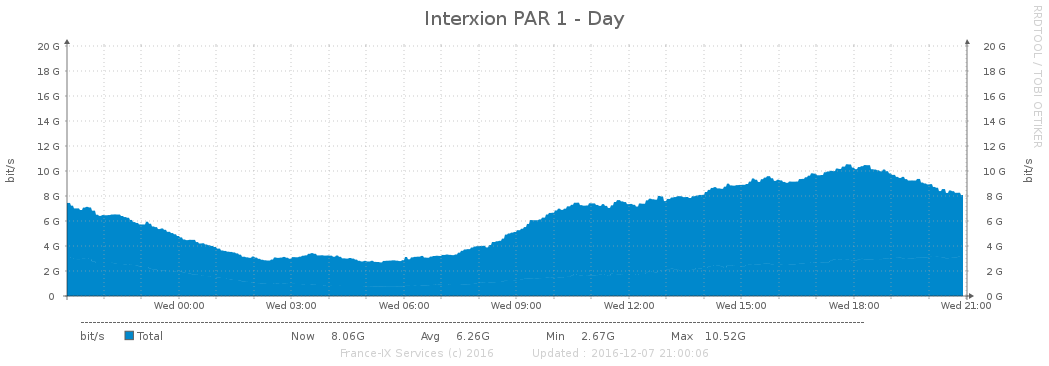 Interxion PAR 1 - Day
RRDTOOL / TOBI OETIKER
bit/s
bit/s
20 G 20 G
18 G 18 G
16 G 16 G
14 G 14 G
12 G 12 G
10 G 10 G
8 G 8 G
6 G 6 G
4 G 4 G
2 G 2 G
0 0 G
Wed 00:00 Wed 03:00 Wed 06:00 Wed 09:00 Wed 12:00 Wed 15:00 Wed 18:00 Wed 21:00
bit/s Total Now 8.06G Avg 6.26G Min 2.67G Max 10.52G
France-IX Services (c) 2016 Updated : 2016-12-07 21:00:06